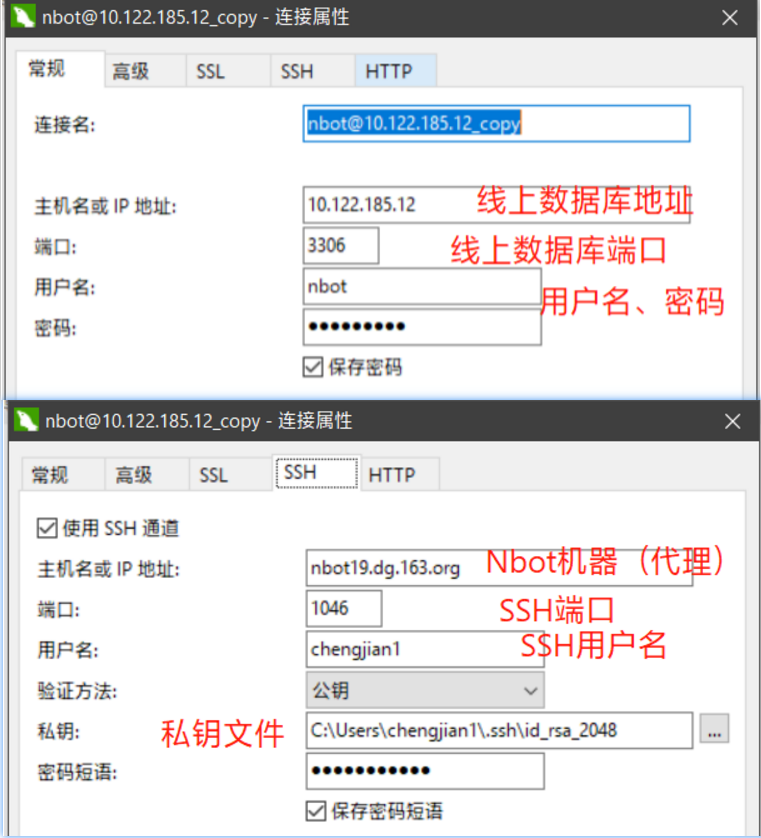 nbot@10.122.185.12_copy - 连接属性
常规 高级 SSL SSH HTTP
连接名: nbot@10.122.185.12_copy
主机名或 IP 地址: 10.122.185.12 线上数据库地址
端口: 3306 线上数据库端口
用户名: nbot
用户名、密码
密码: ●●●●●●●●●
保存密码
nbot@10.122.185.12_copy - 连接属性
常规 高级 SSL SSH HTTP
使用 SSH 通道
主机名或 IP 地址: nbot19.dg.163.org Nbot机器（代理）
端口: 1046 SSH端口
用户名: chengjian1 SSH用户名
验证方法: 公钥
私钥: 私钥文件 C:\Users\chengjian1\.ssh\id_rsa_2048 ...
密码短语: ●●●●●●●●●●●
保存密码短语